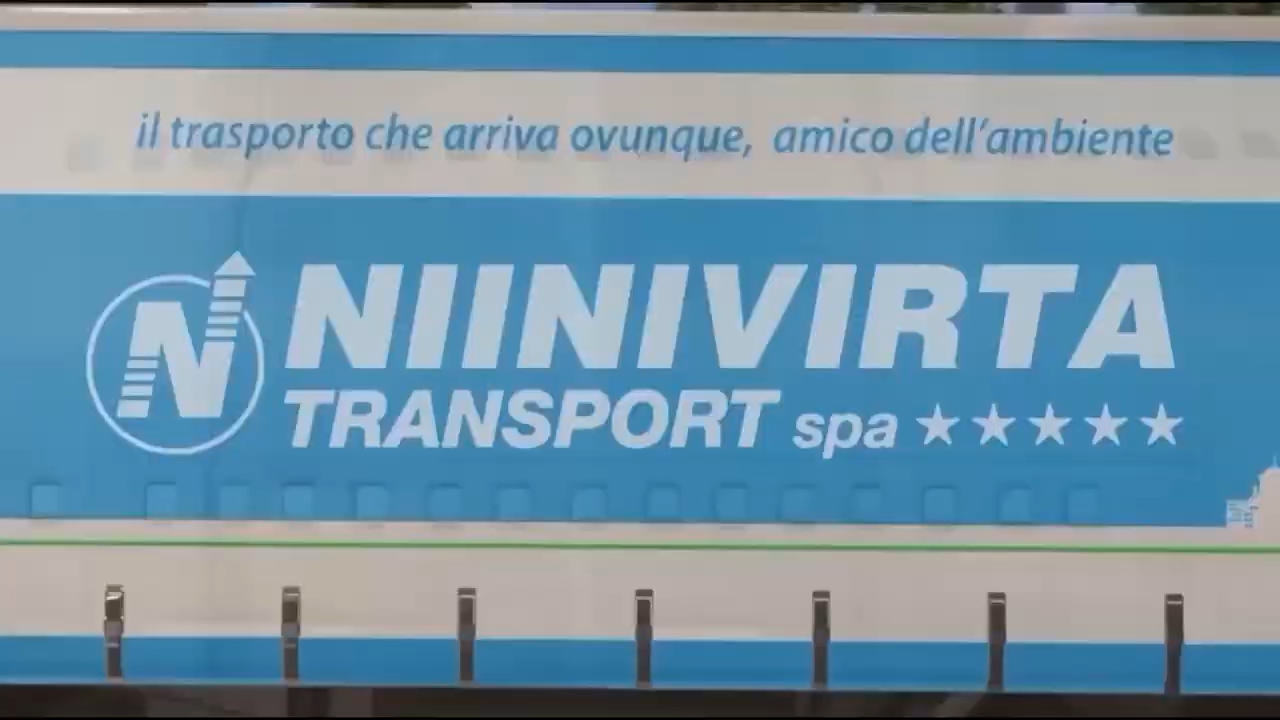 il trasporto che arriva ovunque, amico dell'ambiente
N NIINIVIRTA
TRANSPORT spa ★★★★★